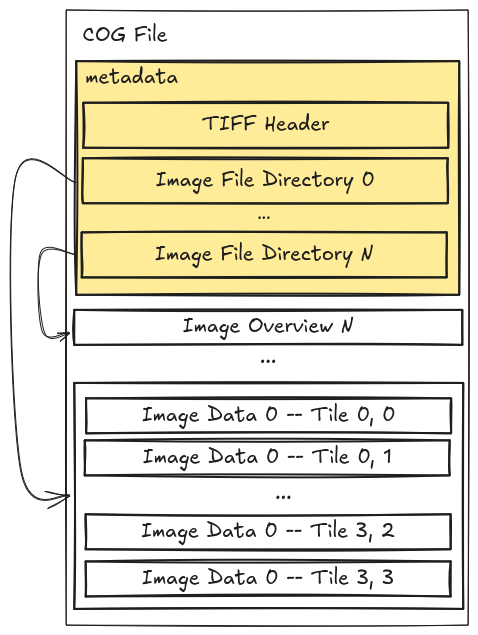 COG File
metadata
TIFF Header
Image File Directory 0
...
Image File Directory N
Image Overview N
...
Image Data 0 -- Tile 0, 0
Image Data 0 -- Tile 0, 1
...
Image Data 0 -- Tile 3, 2
Image Data 0 -- Tile 3, 3